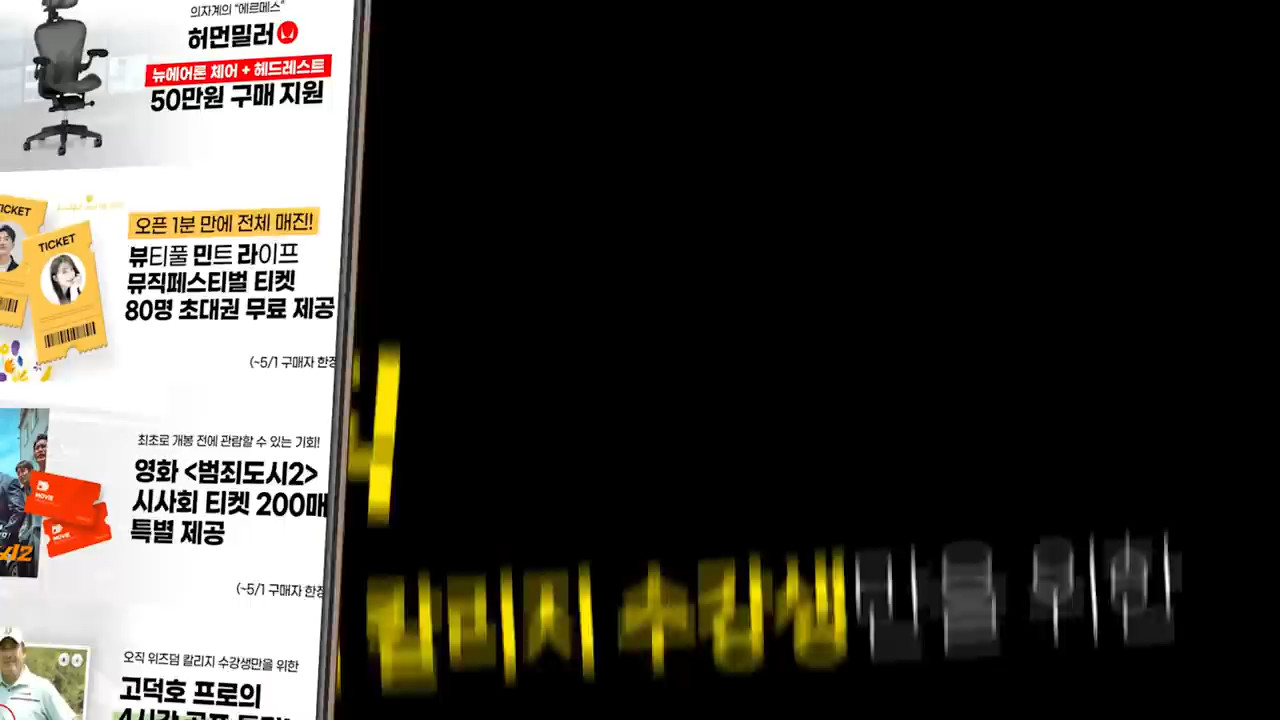 의자계의 "에르메스"
허먼밀러
뉴에어론 체어 + 헤드레스트
50만원 구매 지원
TICKET
TICKET
오픈 1분 만에 전체 매진!
뷰티풀 민트 라이프
뮤직페스티벌 티켓
80명 초대권 무료 제공
(~5/1 구매자 한정
최초로 개봉 전에 관람할 수 있는 기회!
영화 <범죄도시2>
시사회 티켓 200매
특별 제공
MOVIE
MOVIE
(~5/1 구매자 한정
오직 위즈덤 칼리지 수강생만을 위한
고덕호 프로의
칼리지 수강생만을 위한